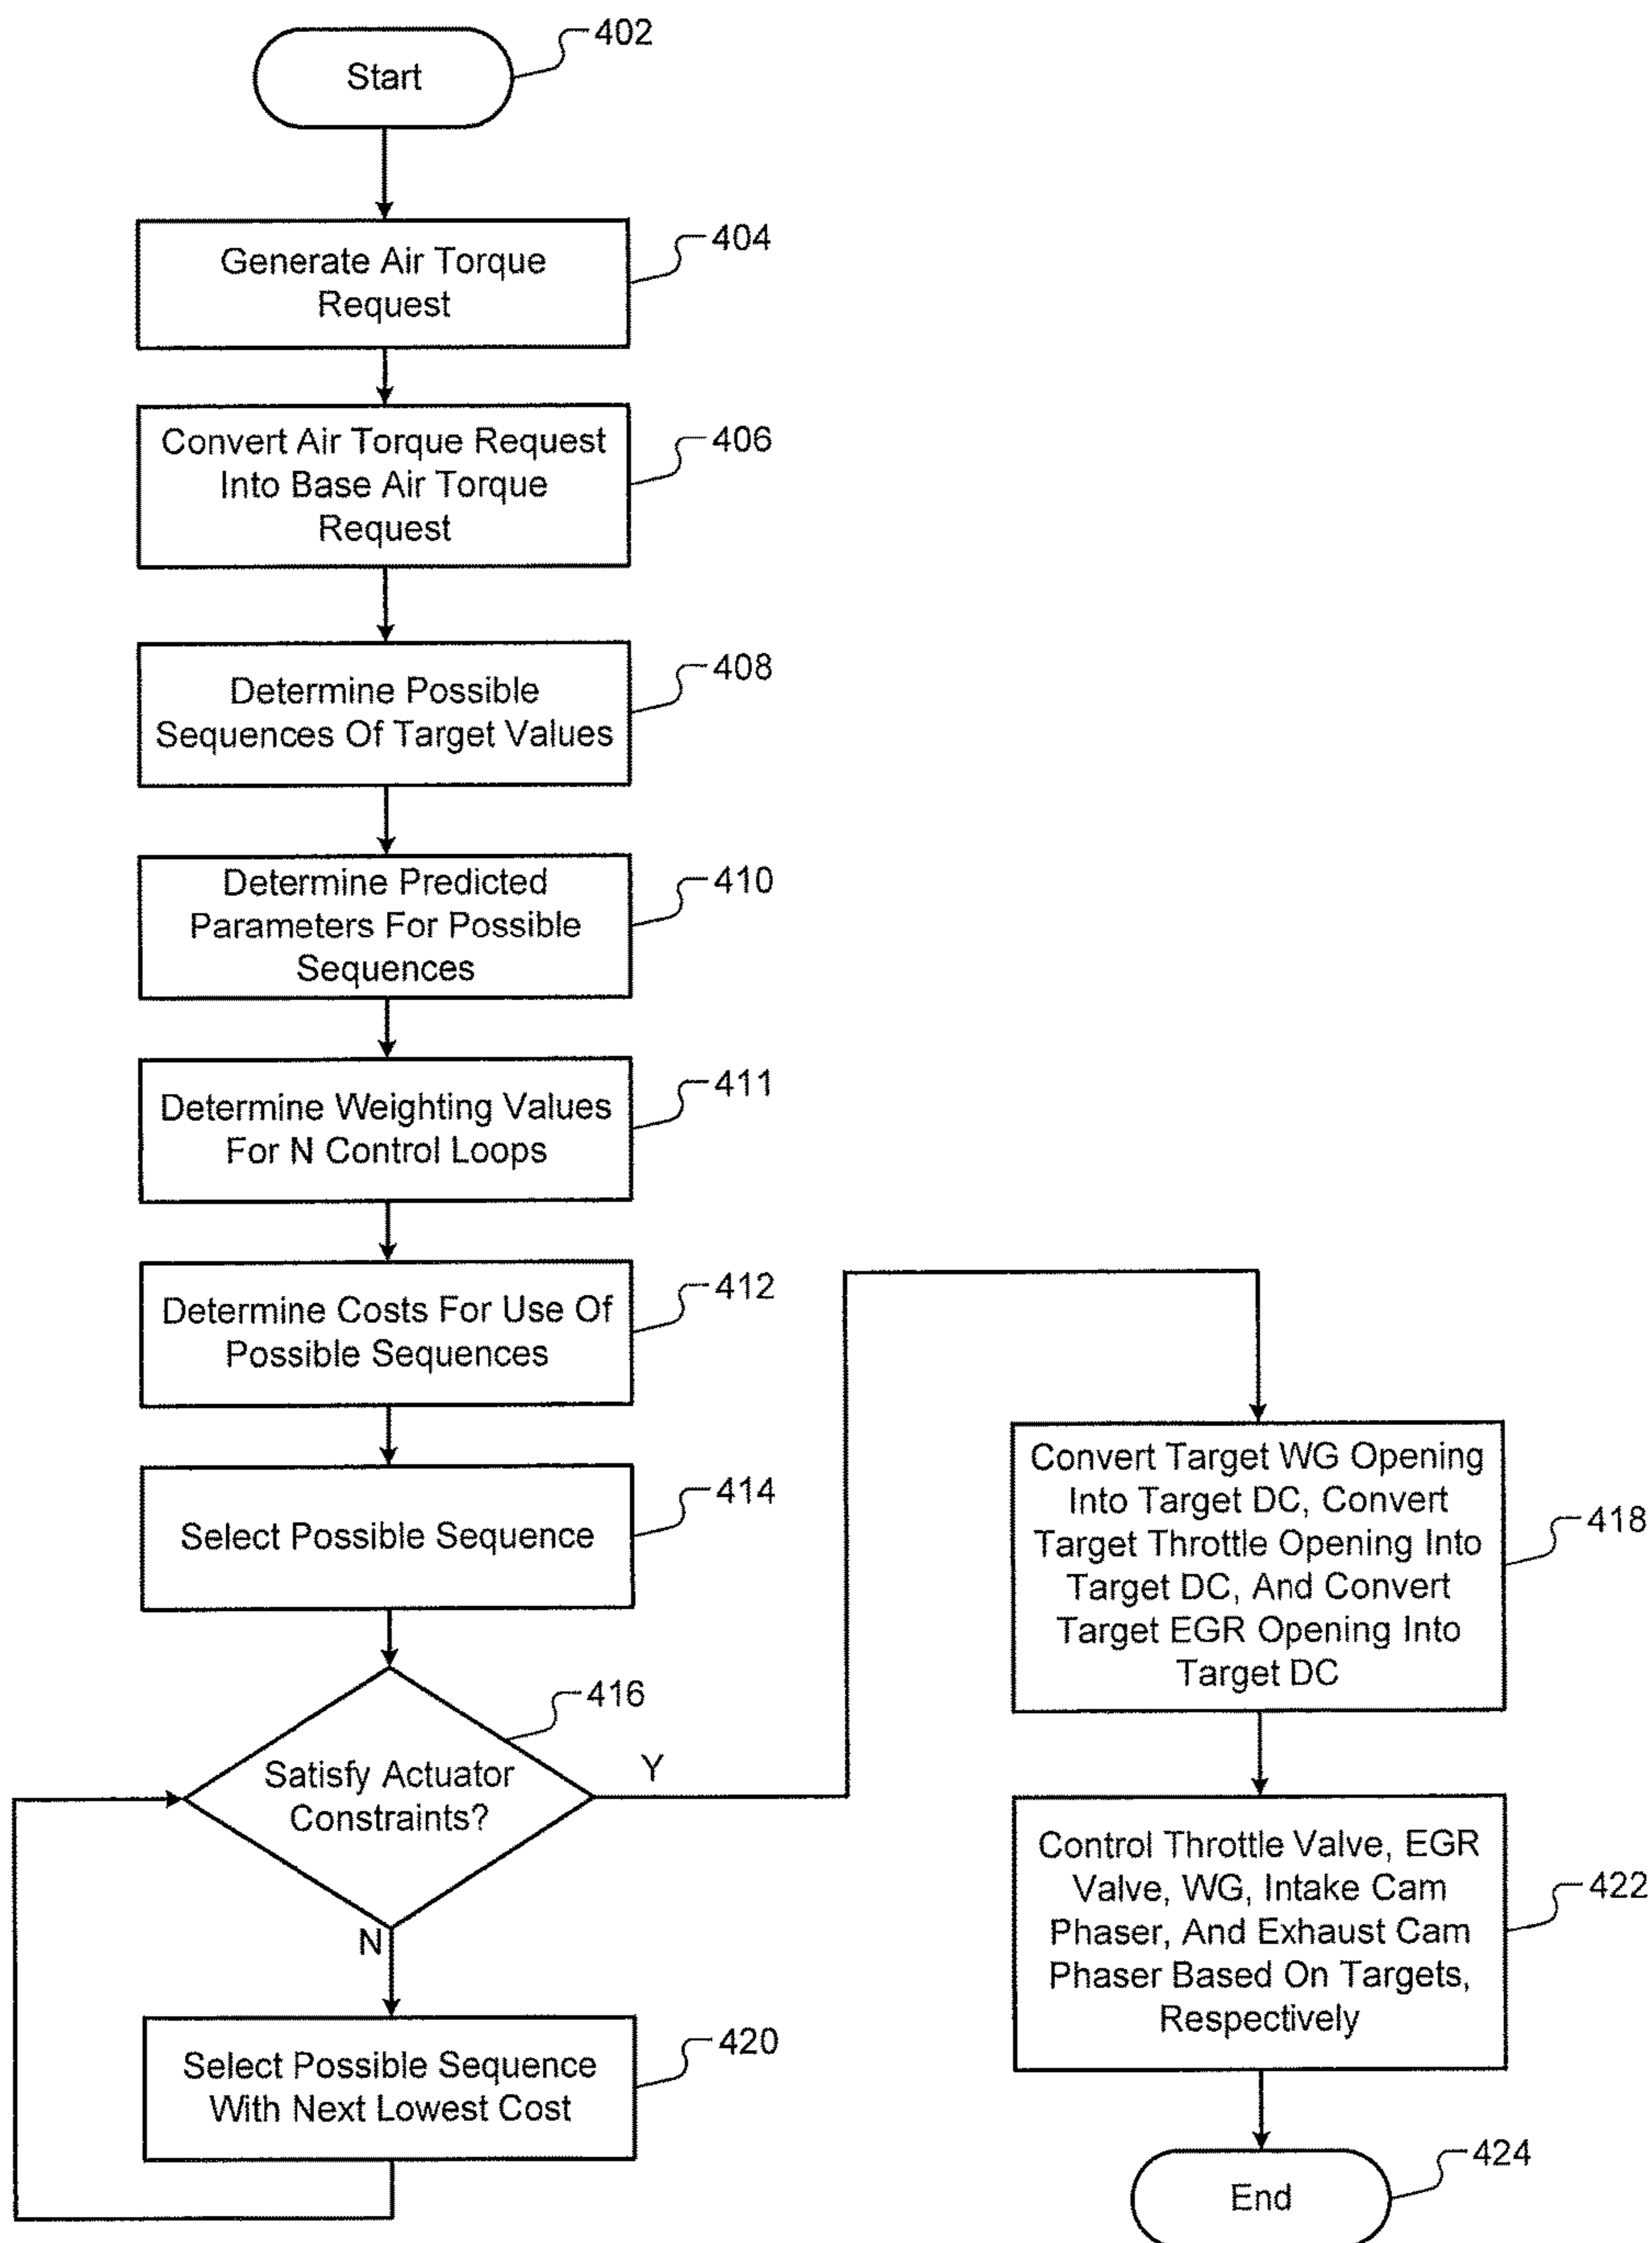 Start
402
Generate Air Torque
Request
404
Convert Air Torque Request
Into Base Air Torque
Request
406
Determine Possible
Sequences Of Target Values
408
Determine Predicted
Parameters For Possible
Sequences
410
Determine Weighting Values
For N Control Loops
411
Determine Costs For Use Of
Possible Sequences
412
Select Possible Sequence
414
Satisfy Actuator
Constraints?
416
Y
N
Select Possible Sequence
With Next Lowest Cost
420
Convert Target WG Opening
Into Target DC, Convert
Target Throttle Opening Into
Target DC, And Convert
Target EGR Opening Into
Target DC
418
Control Throttle Valve, EGR
Valve, WG, Intake Cam
Phaser, And Exhaust Cam
Phaser Based On Targets,
Respectively
422
End
424